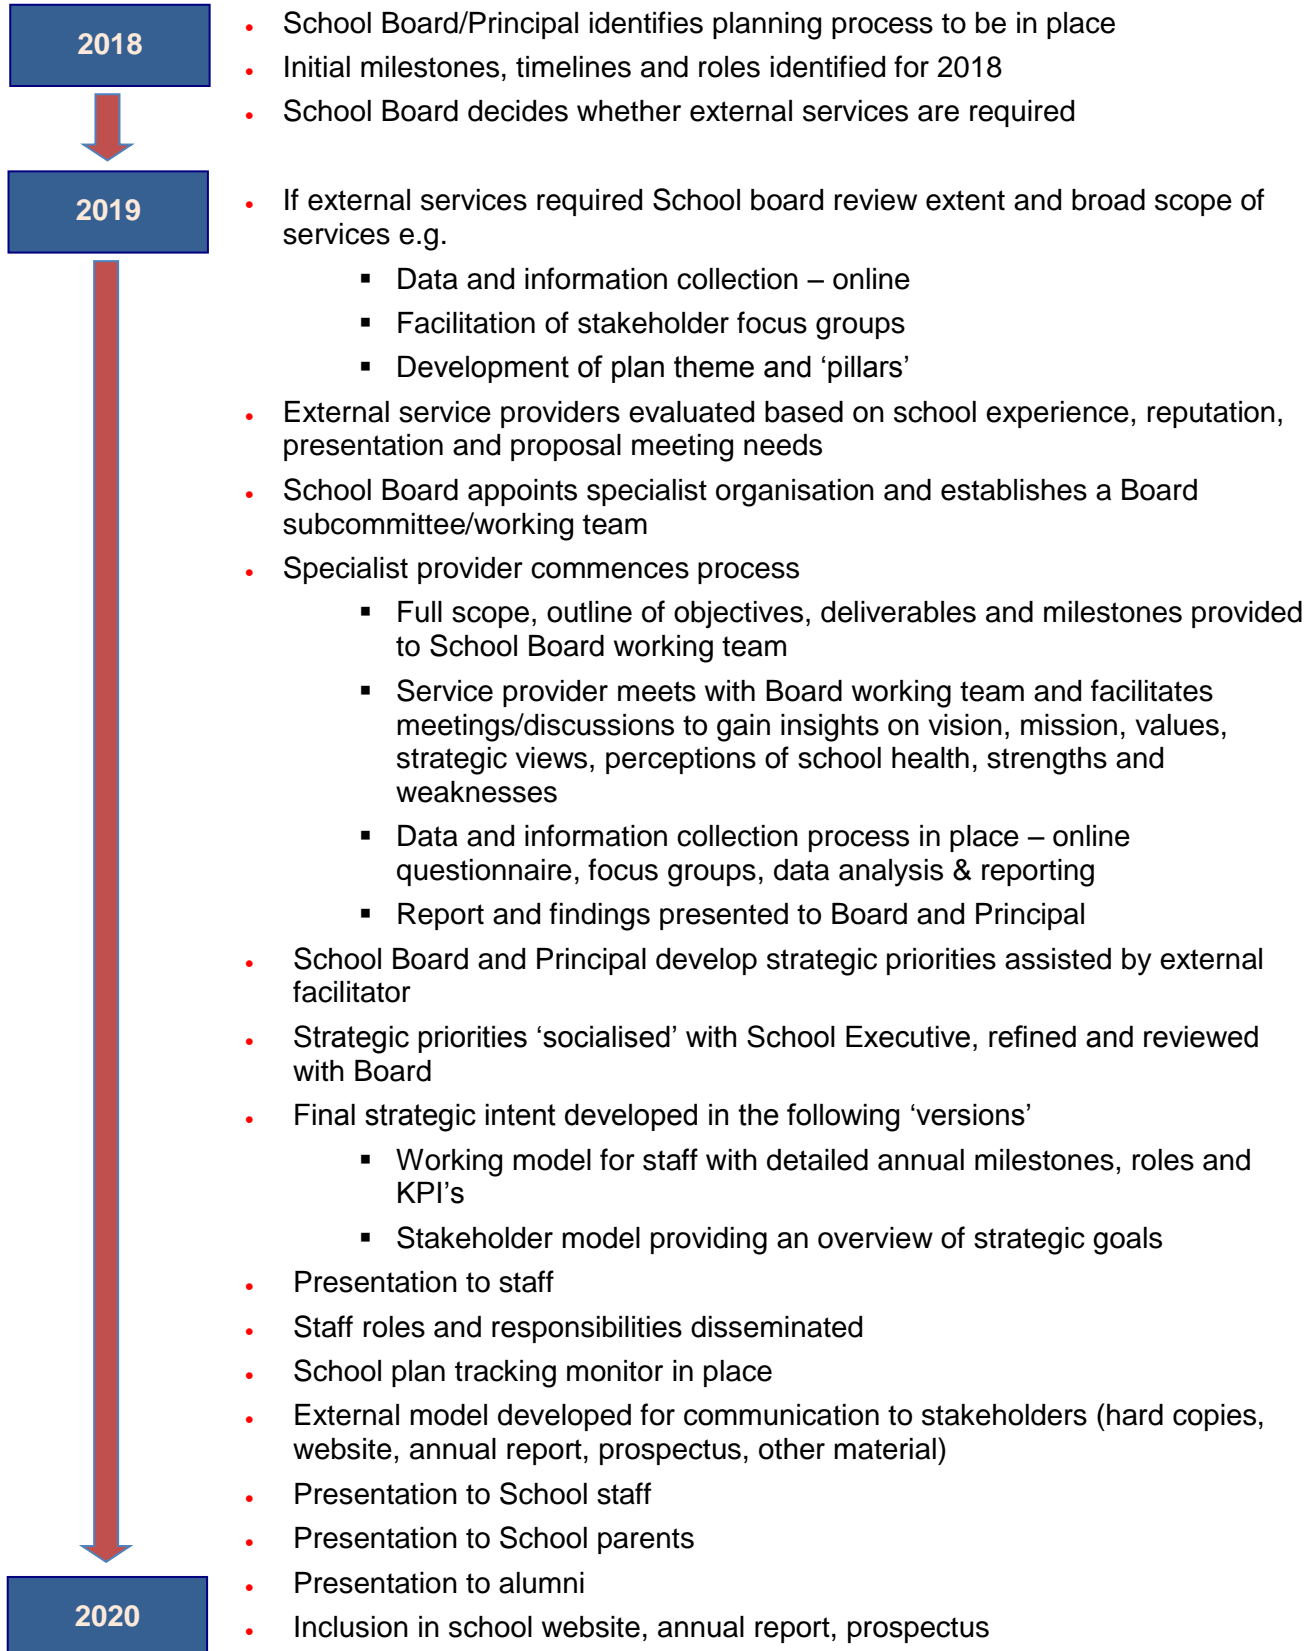 2018
• School Board/Principal identifies planning process to be in place
• Initial milestones, timelines and roles identified for 2018
• School Board decides whether external services are required
2019
• If external services required School board review extent and broad scope of
services e.g.
▪ Data and information collection – online
▪ Facilitation of stakeholder focus groups
▪ Development of plan theme and ‘pillars’
• External service providers evaluated based on school experience, reputation,
presentation and proposal meeting needs
• School Board appoints specialist organisation and establishes a Board
subcommittee/working team
• Specialist provider commences process
▪ Full scope, outline of objectives, deliverables and milestones provided
to School Board working team
▪ Service provider meets with Board working team and facilitates
meetings/discussions to gain insights on vision, mission, values,
strategic views, perceptions of school health, strengths and
weaknesses
▪ Data and information collection process in place – online
questionnaire, focus groups, data analysis & reporting
▪ Report and findings presented to Board and Principal
• School Board and Principal develop strategic priorities assisted by external
facilitator
• Strategic priorities ‘socialised’ with School Executive, refined and reviewed
with Board
• Final strategic intent developed in the following ‘versions’
▪ Working model for staff with detailed annual milestones, roles and
KPI’s
▪ Stakeholder model providing an overview of strategic goals
• Presentation to staff
• Staff roles and responsibilities disseminated
• School plan tracking monitor in place
• External model developed for communication to stakeholders (hard copies,
website, annual report, prospectus, other material)
• Presentation to School staff
• Presentation to School parents
• Presentation to alumni
2020
• Inclusion in school website, annual report, prospectus